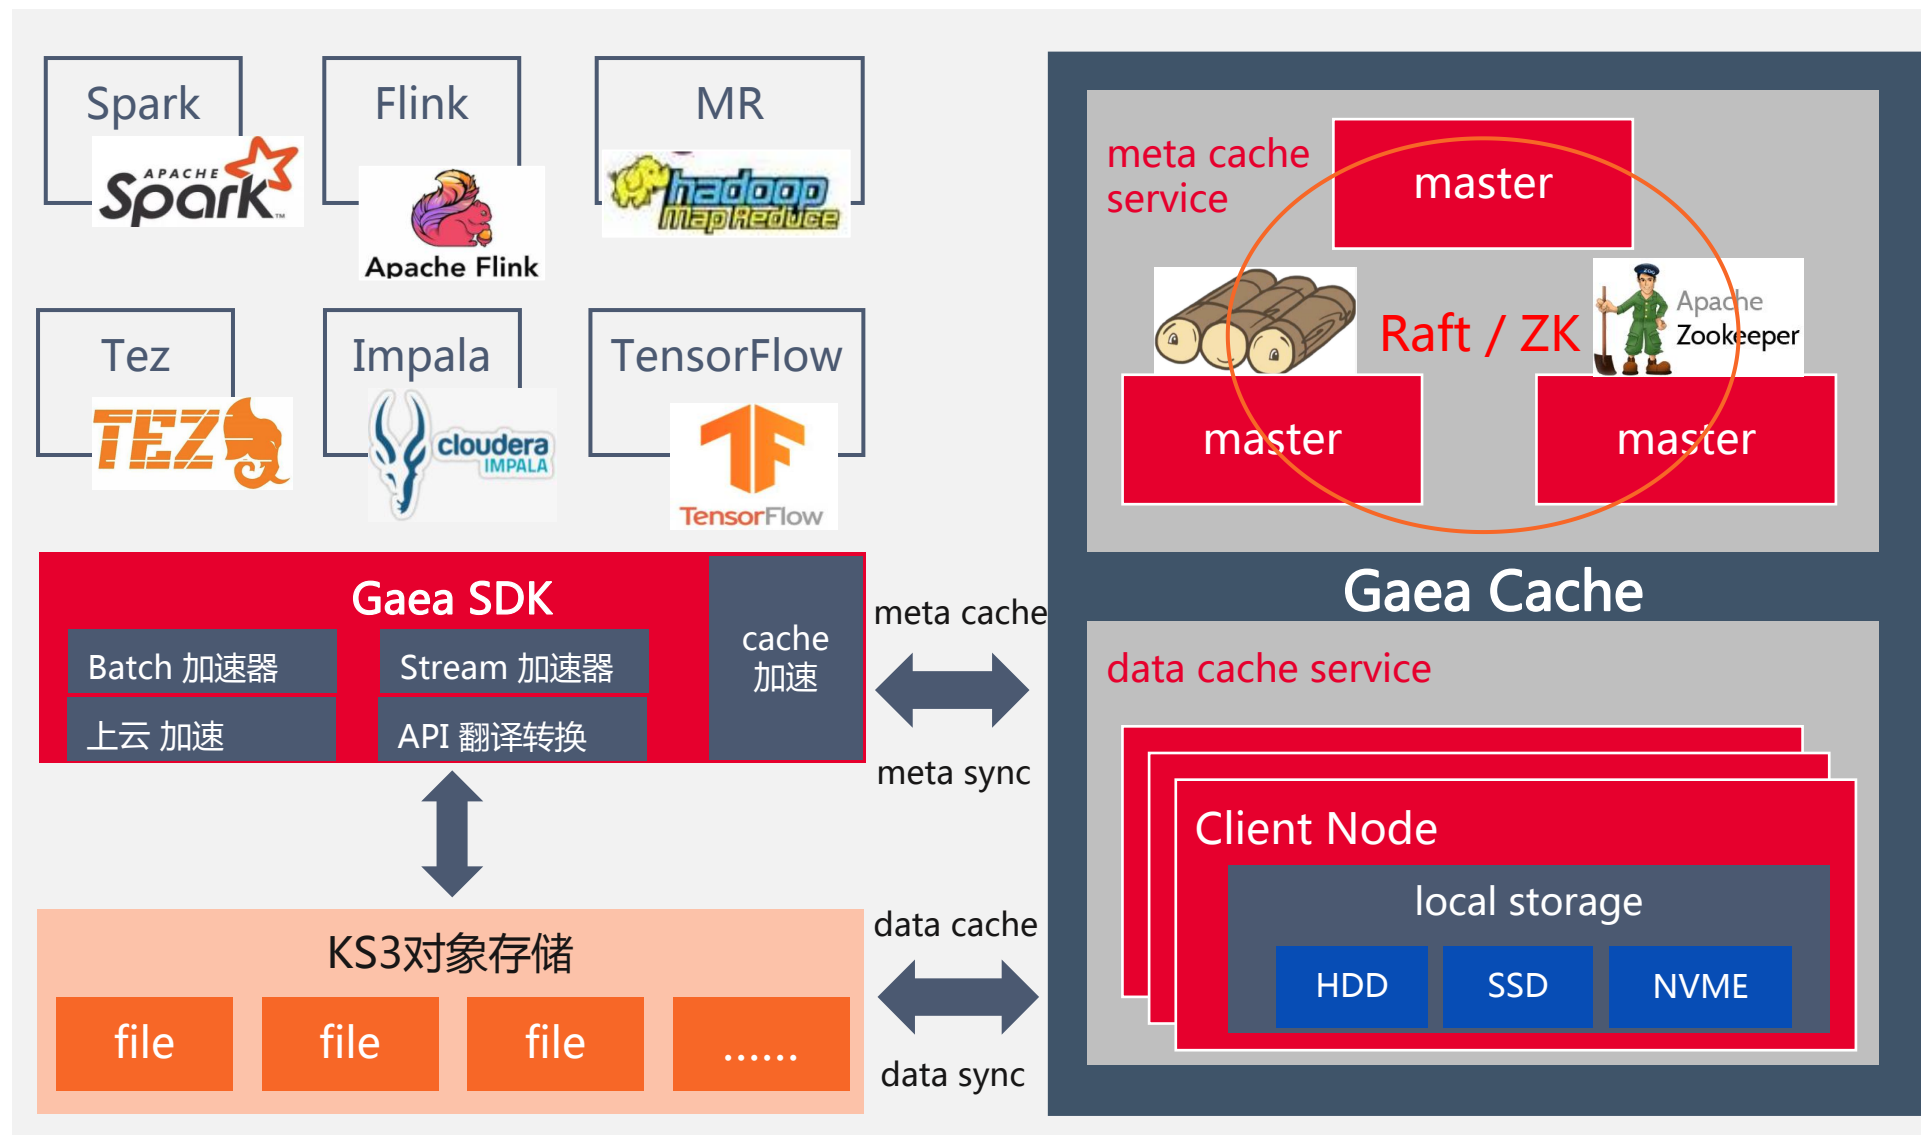 Spark
APACHE
Spark™
Flink
Apache Flink
MR
hadoop
MapReduce
Tez
TEZ
Impala
cloudera
IMPALA
TensorFlow
TensorFlow
Gaea SDK
Batch 加速器
Stream 加速器
上云 加速
API 翻译转换
cache
加速
meta cache
meta sync
KS3对象存储
file
file
file
......
data cache
data sync
meta cache
service
master
Raft / ZK
ZOO
Apache
Zookeeper
master
master
Gaea Cache
data cache service
Client Node
local storage
HDD
SSD
NVME